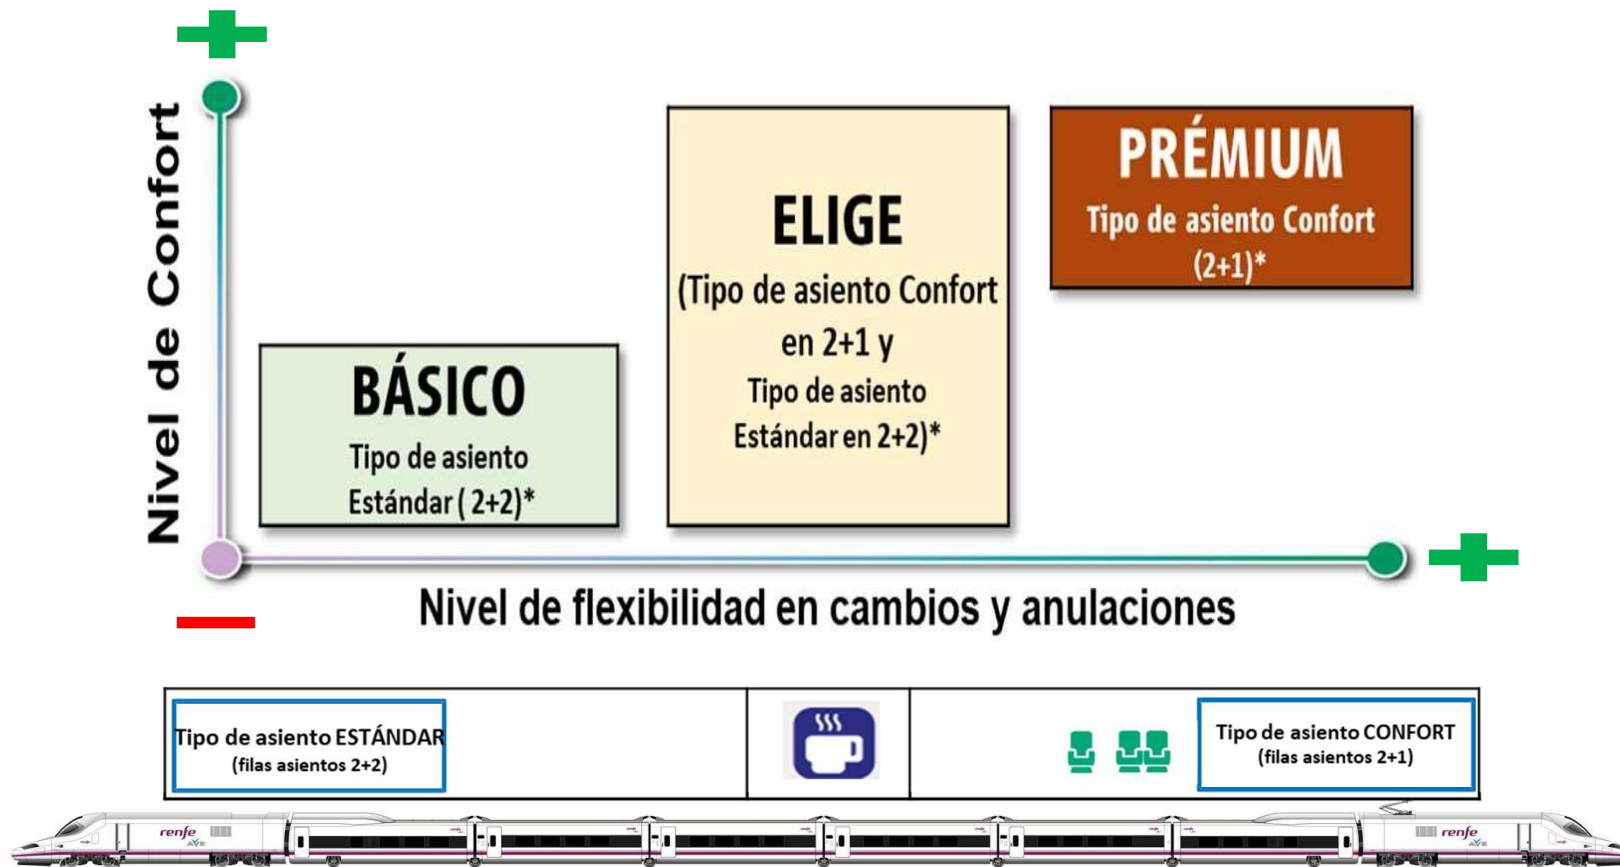 Nivel de Confort
BÁSICO
Tipo de asiento
Estándar ( 2+2)*
ELIGE
(Tipo de asiento Confort
en 2+1 y
Tipo de asiento
Estándar en 2+2)*
PRÉMIUM
Tipo de asiento Confort
(2+1)*
Nivel de flexibilidad en cambios y anulaciones
Tipo de asiento ESTÁNDAR
(filas asientos 2+2)
Tipo de asiento CONFORT
(filas asientos 2+1)
renfe
AVE
renfe
AVE